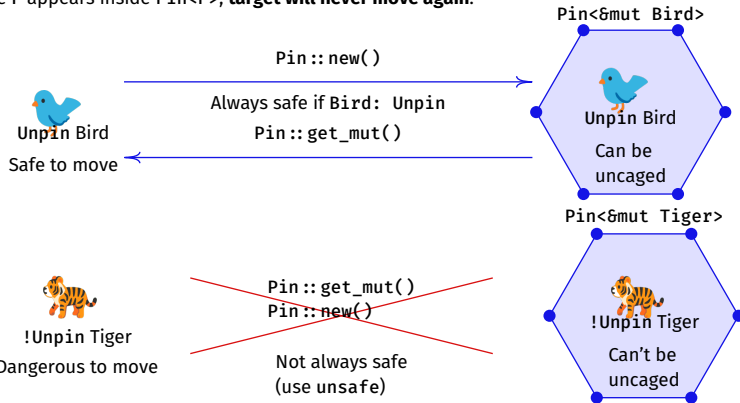 appears inside Pin<P>, target will never move again.
Pin<&mut Bird>
Pin::new()
Always safe if Bird: Unpin
Pin::get_mut()
Unpin Bird
Safe to move
Unpin Bird
Can be
uncaged
Pin<&mut Tiger>
Pin::get_mut()
Pin::new()
!Unpin Tiger
Dangerous to move
Not always safe
(use unsafe)
!Unpin Tiger
Can't be
uncaged